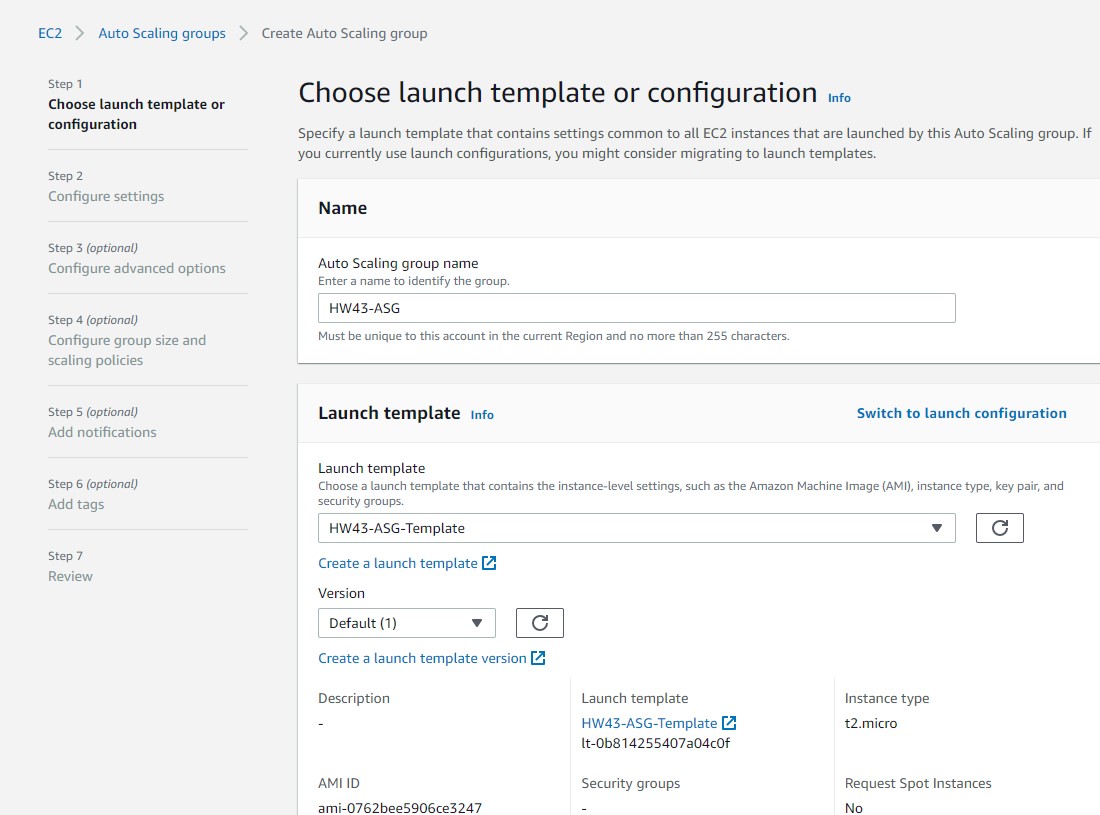 EC2 > Auto Scaling groups > Create Auto Scaling group
Step 1
Choose launch template or
configuration
Step 2
Configure settings
Step 3 (optional)
Configure advanced options
Step 4 (optional)
Configure group size and
scaling policies
Step 5 (optional)
Add notifications
Step 6 (optional)
Add tags
Step 7
Review
Choose launch template or configuration Info
Specify a launch template that contains settings common to all EC2 instances that are launched by this Auto Scaling group. If
you currently use launch configurations, you might consider migrating to launch templates.
Name
Auto Scaling group name
Enter a name to identify the group.
HW43-ASG
Must be unique to this account in the current Region and no more than 255 characters.
Launch template Info
Switch to launch configuration
Launch template
Choose a launch template that contains the instance-level settings, such as the Amazon Machine Image (AMI), instance type, key pair, and
security groups.
HW43-ASG-Template
Create a launch template
Version
Default (1)
Create a launch template version
Description
-
Launch template
HW43-ASG-Template
lt-0b814255407a04c0f
Instance type
t2.micro
AMI ID
ami-0762bee5906ce3247
Security groups
-
Request Spot Instances
No